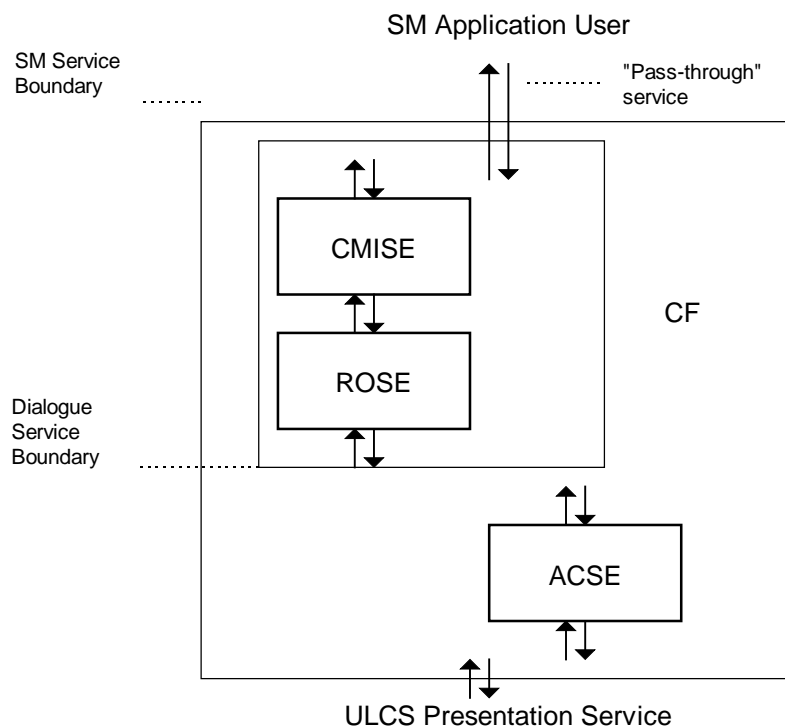 SM Application User
SM Service
Boundary
"Pass-through"
service
CMISE
CF
ROSE
Dialogue
Service
Boundary
ACSE
ULCS Presentation Service